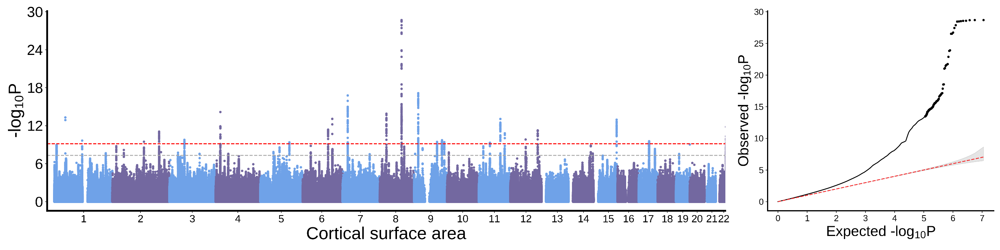 30
24
18
12
6
0
-log10P
1 2 3 4 5 6 7 8 9 10 11 12 13 14 15 16 17 18 19 20 21 22
Cortical surface area
30
25
20
15
10
5
0
Observed -log10P
0 1 2 3 4 5 6 7
Expected -log10P